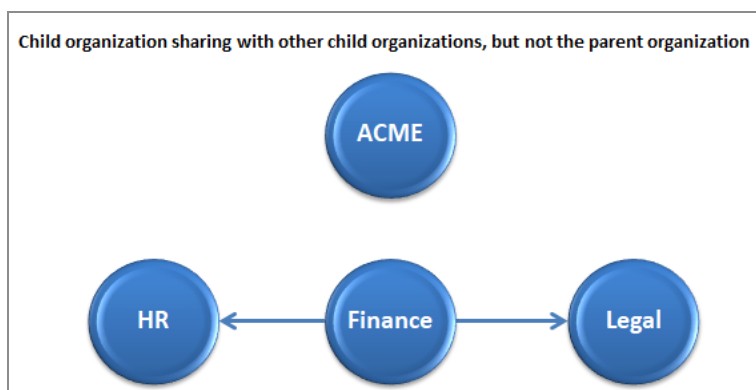 Child organization sharing with other child organizations, but not the parent organization
ACME
HR
Finance
Legal